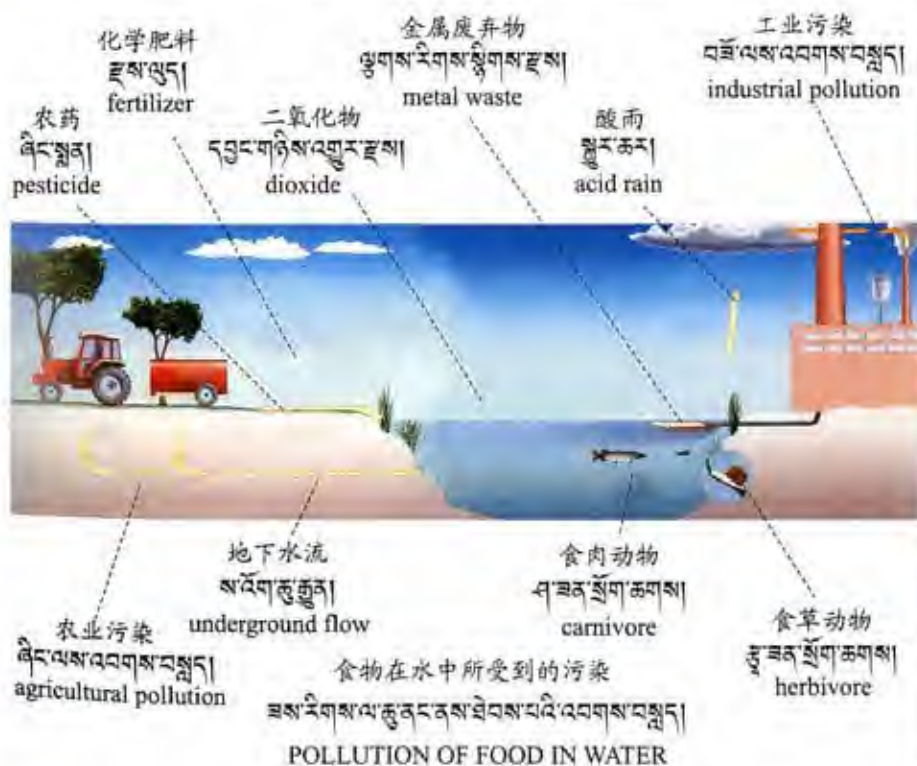 化学肥料
རྫས་ལུད།
fertilizer
金属废弃物
ལྕགས་རིགས་སྙིགས་རྫས།
metal waste
工业污染
བཟོ་ལས་འབགས་བསླད།
industrial pollution
农药
ཞིང་སྨན།
pesticide
二氧化物
དབྱང་གཉིས་འགྱུར་རྫས།
dioxide
酸雨
སྐྱུར་ཆར།
acid rain
地下水流
ས་འོག་ཆུ་རྒྱུན།
underground flow
食肉动物
ཤ་ཟན་སྲོག་ཆགས།
carnivore
农业污染
ཞིང་ལས་འབགས་བསླད།
agricultural pollution
食草动物
རྩྭ་ཟན་སྲོག་ཆགས།
herbivore
食物在水中所受到的污染
ཟས་རིགས་ལ་ཆུ་ནང་ནས་ཐེབས་པའི་འབགས་བསླད།
POLLUTION OF FOOD IN WATER